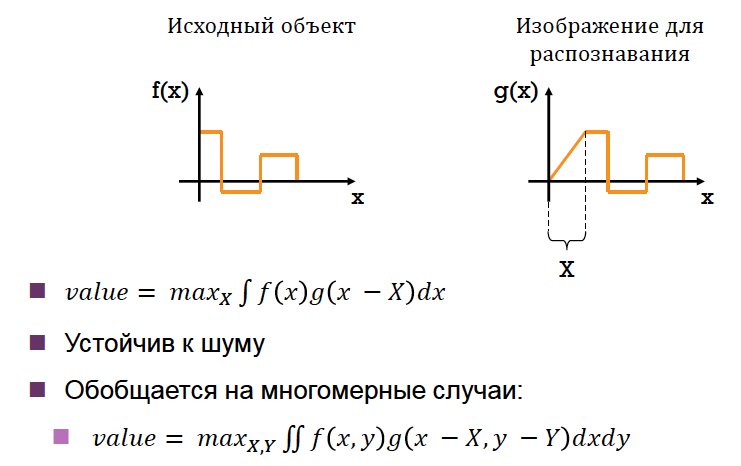 Исходный объект
Изображение для
распознавания
f(x)
x
g(x)
x
X
value = max_X ∫ f(x)g(x − X)dx
Устойчив к шуму
Обобщается на многомерные случаи:
value = max_{X,Y} ∬ f(x, y)g(x − X, y − Y)dxdy